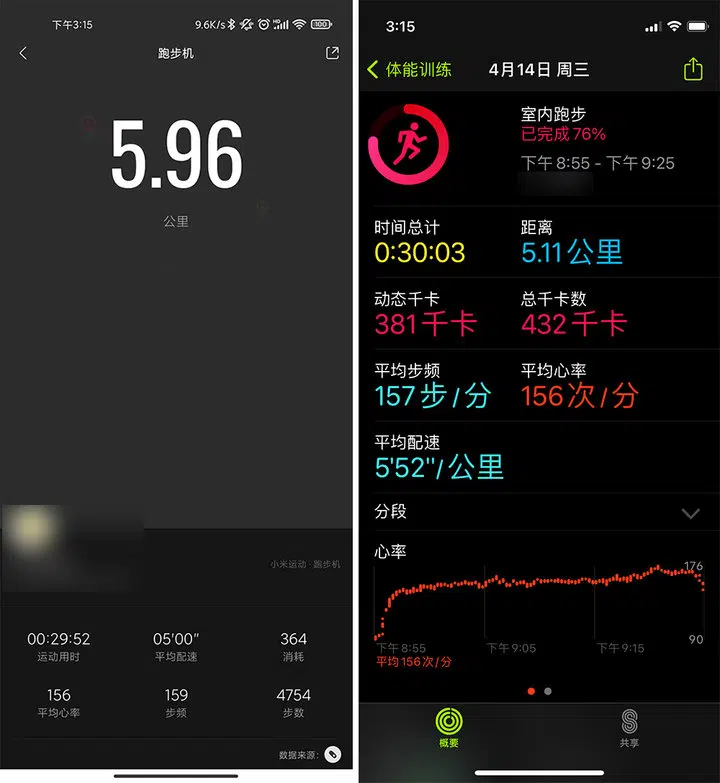 下午3:15
9.6K/s
HD
100
跑步机
5.96
公里
小米运动 · 跑步机
00:29:52
05'00"
364
运动用时
平均配速
消耗
156
159
4754
平均心率
步频
步数
数据来源:
3:15
体能训练
4月14日 周三
室内跑步
已完成 76%
下午 8:55 - 下午 9:25
时间总计
距离
0:30:03
5.11 公里
动态千卡
总千卡数
381 千卡
432 千卡
平均步频
平均心率
157 步 / 分
156 次 / 分
平均配速
5'52"/ 公里
分段
心率
176
90
下午 8:55
下午 9:05
下午 9:15
平均 156 次/分
概要
共享